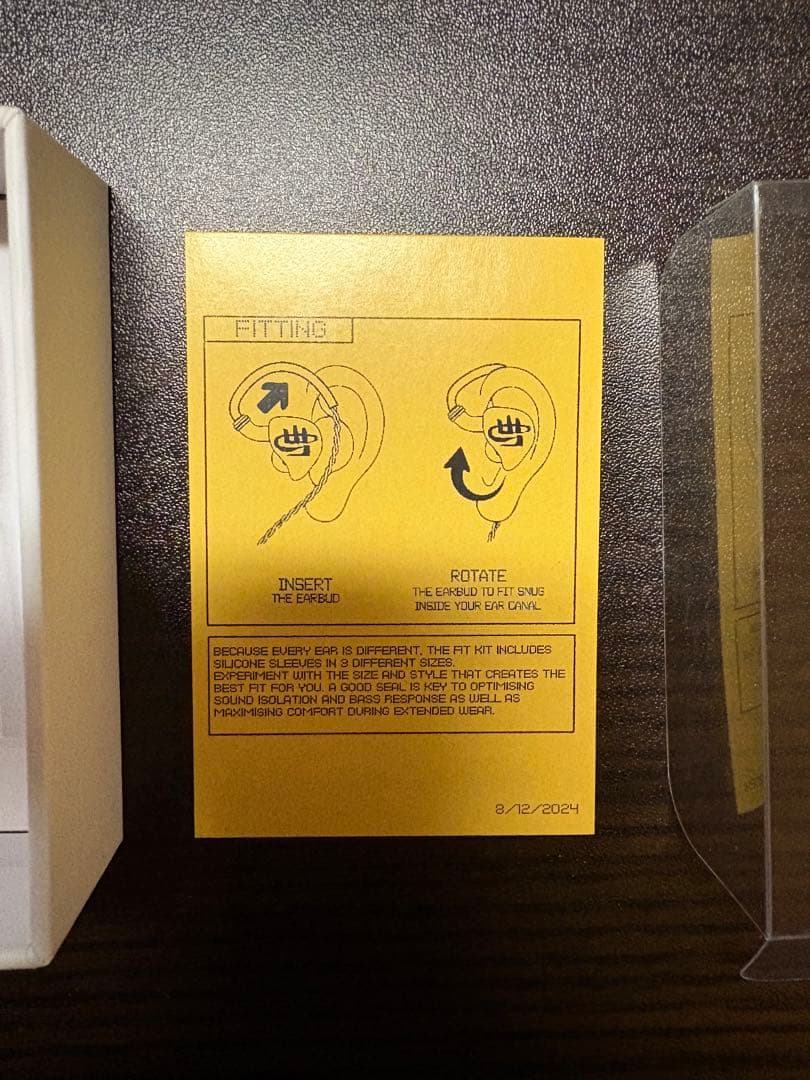 FITTING
INSERT
THE EARBUD
ROTATE
THE EARBUD TO FIT SNUG
INSIDE YOUR EAR CANAL
BECAUSE EVERY EAR IS DIFFERENT, THE FIT KIT INCLUDES
SILICONE SLEEVES IN 3 DIFFERENT SIZES.
EXPERIMENT WITH THE SIZE AND STYLE THAT CREATES THE
BEST FIT FOR YOU. A GOOD SEAL IS KEY TO OPTIMISING
SOUND ISOLATION AND BASS RESPONSE AS WELL AS
MAXIMISING COMFORT DURING EXTENDED WEAR.
8/12/2024